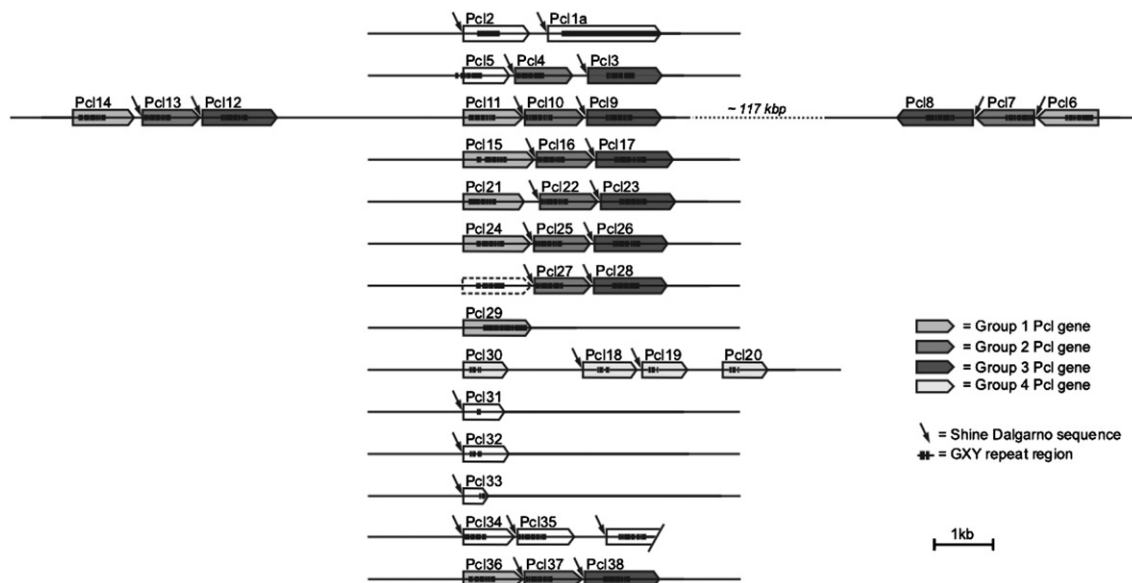 Pcl2 Pcl1a
Pcl5 Pcl4 Pcl3
Pcl14 Pcl13 Pcl12 Pcl11 Pcl10 Pcl9 ~ 117 kbp Pcl8 Pcl7 Pcl6
Pcl15 Pcl16 Pcl17
Pcl21 Pcl22 Pcl23
Pcl24 Pcl25 Pcl26
Pcl27 Pcl28
Pcl29
Pcl30 Pcl18 Pcl19 Pcl20
Pcl31
Pcl32
Pcl33
Pcl34 Pcl35
Pcl36 Pcl37 Pcl38
= Group 1 Pcl gene
= Group 2 Pcl gene
= Group 3 Pcl gene
= Group 4 Pcl gene
= Shine Dalgarno sequence
= GXY repeat region
1kb